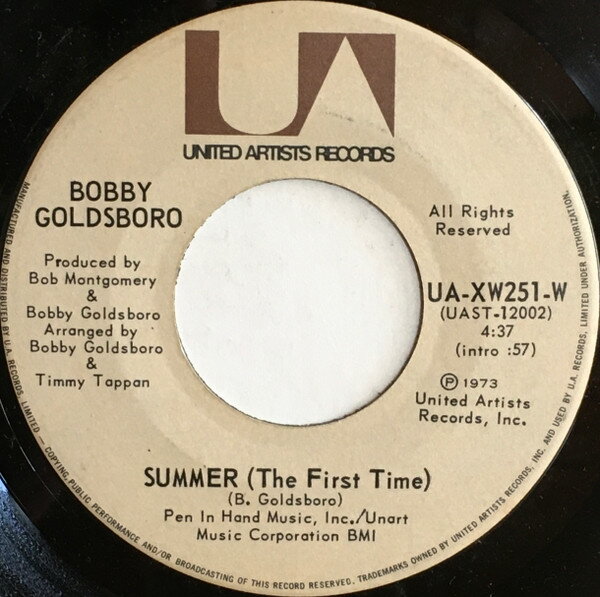 UA
UNITED ARTISTS RECORDS
BOBBY
GOLDSBORO
Produced by
Bob Montgomery
&
Bobby Goldsboro
Arranged by
Bobby Goldsboro
&
Timmy Tappan
All Rights
Reserved
UA-XW251-W
(UAST-12002)
4:37
(intro :57)
Ⓟ 1973
United Artists
Records, Inc.
SUMMER (The First Time)
(B. Goldsboro)
Pen In Hand Music, Inc./Unart
Music Corporation BMI
MANUFACTURED AND DISTRIBUTED BY U.A. RECORDS, LIMITED — COPYING, PUBLIC PERFORMANCE AND/OR BROADCASTING OF THIS RECORD RESERVED. TRADEMARKS OWNED BY UNITED ARTISTS RECORDS, INC. AND USED BY U.A. RECORDS, LIMITED UNDER AUTHORIZATION.